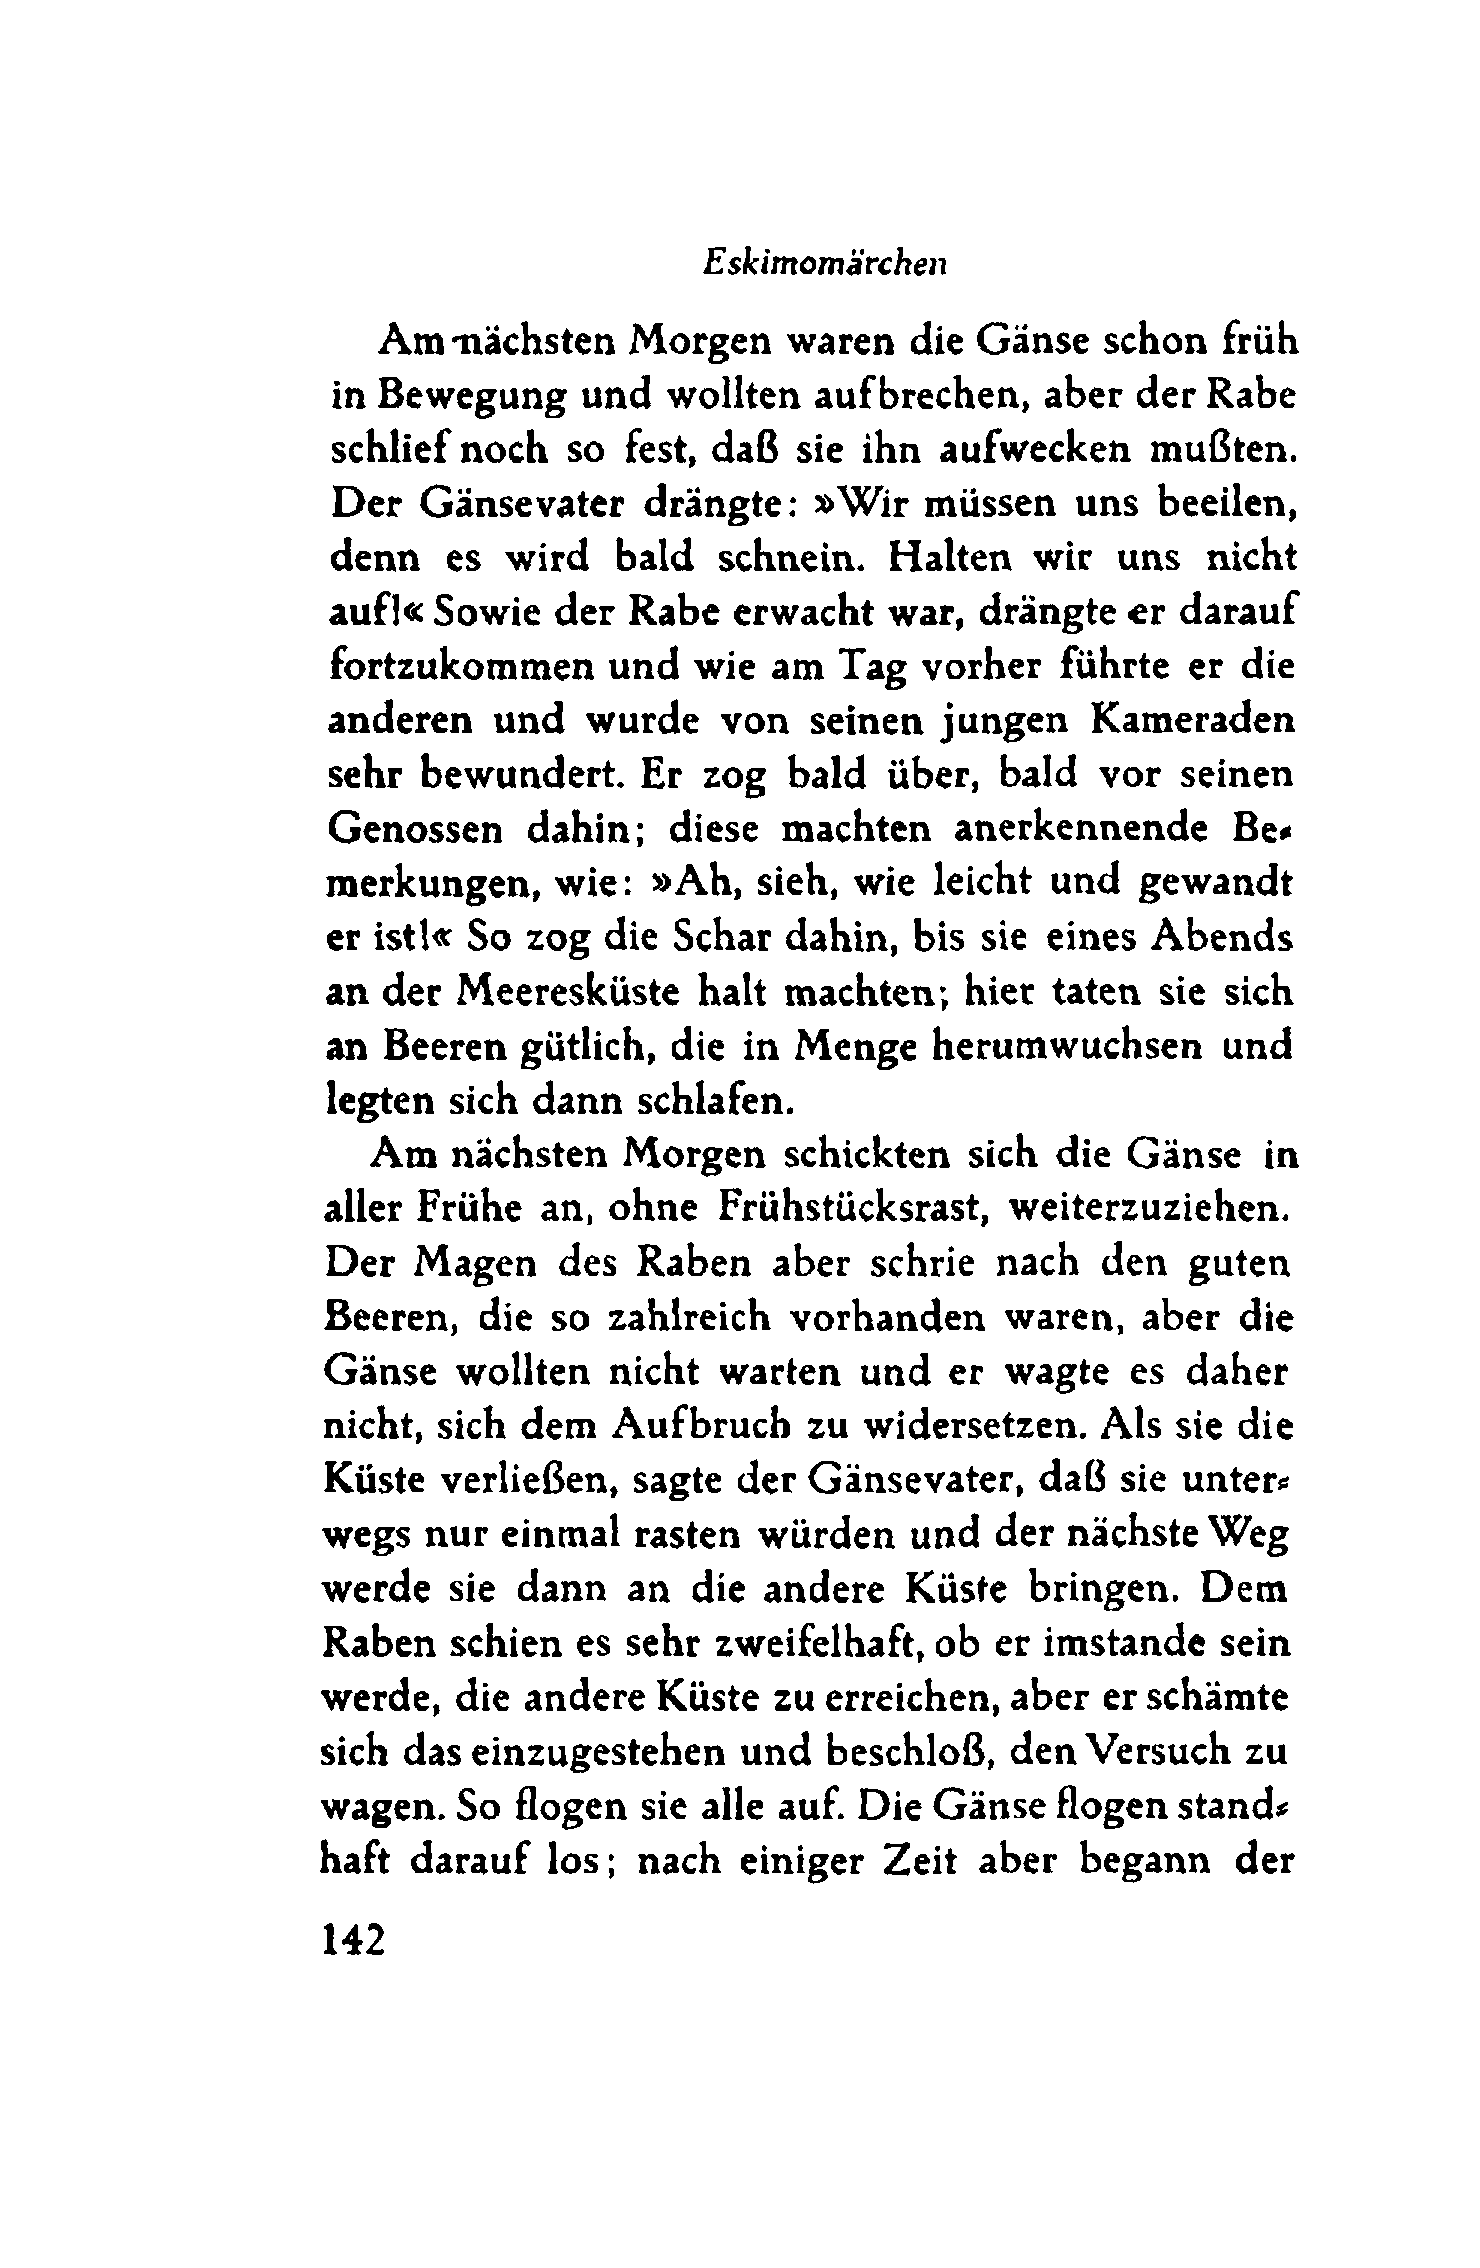 Eskimomärchen
Am nächsten Morgen waren die Gänse schon früh
in Bewegung und wollten aufbrechen, aber der Rabe
schlief noch so fest, daß sie ihn aufwecken mußten.
Der Gänsevater drängte: »Wir müssen uns beeilen,
denn es wird bald schnein. Halten wir uns nicht
auf!« Sowie der Rabe erwacht war, drängte er darauf
fortzukommen und wie am Tag vorher führte er die
anderen und wurde von seinen jungen Kameraden
sehr bewundert. Er zog bald über, bald vor seinen
Genossen dahin; diese machten anerkennende Be-
merkungen, wie: »Ah, sieh, wie leicht und gewandt
er ist!« So zog die Schar dahin, bis sie eines Abends
an der Meeresküste halt machten; hier taten sie sich
an Beeren gütlich, die in Menge herumwuchsen und
legten sich dann schlafen.
Am nächsten Morgen schickten sich die Gänse in
aller Frühe an, ohne Frühstücksrast, weiterzuziehen.
Der Magen des Raben aber schrie nach den guten
Beeren, die so zahlreich vorhanden waren, aber die
Gänse wollten nicht warten und er wagte es daher
nicht, sich dem Aufbruch zu widersetzen. Als sie die
Küste verließen, sagte der Gänsevater, daß sie unter-
wegs nur einmal rasten würden und der nächste Weg
werde sie dann an die andere Küste bringen. Dem
Raben schien es sehr zweifelhaft, ob er imstande sein
werde, die andere Küste zu erreichen, aber er schämte
sich das einzugestehen und beschloß, den Versuch zu
wagen. So flogen sie alle auf. Die Gänse flogen stand-
haft darauf los; nach einiger Zeit aber begann der
142